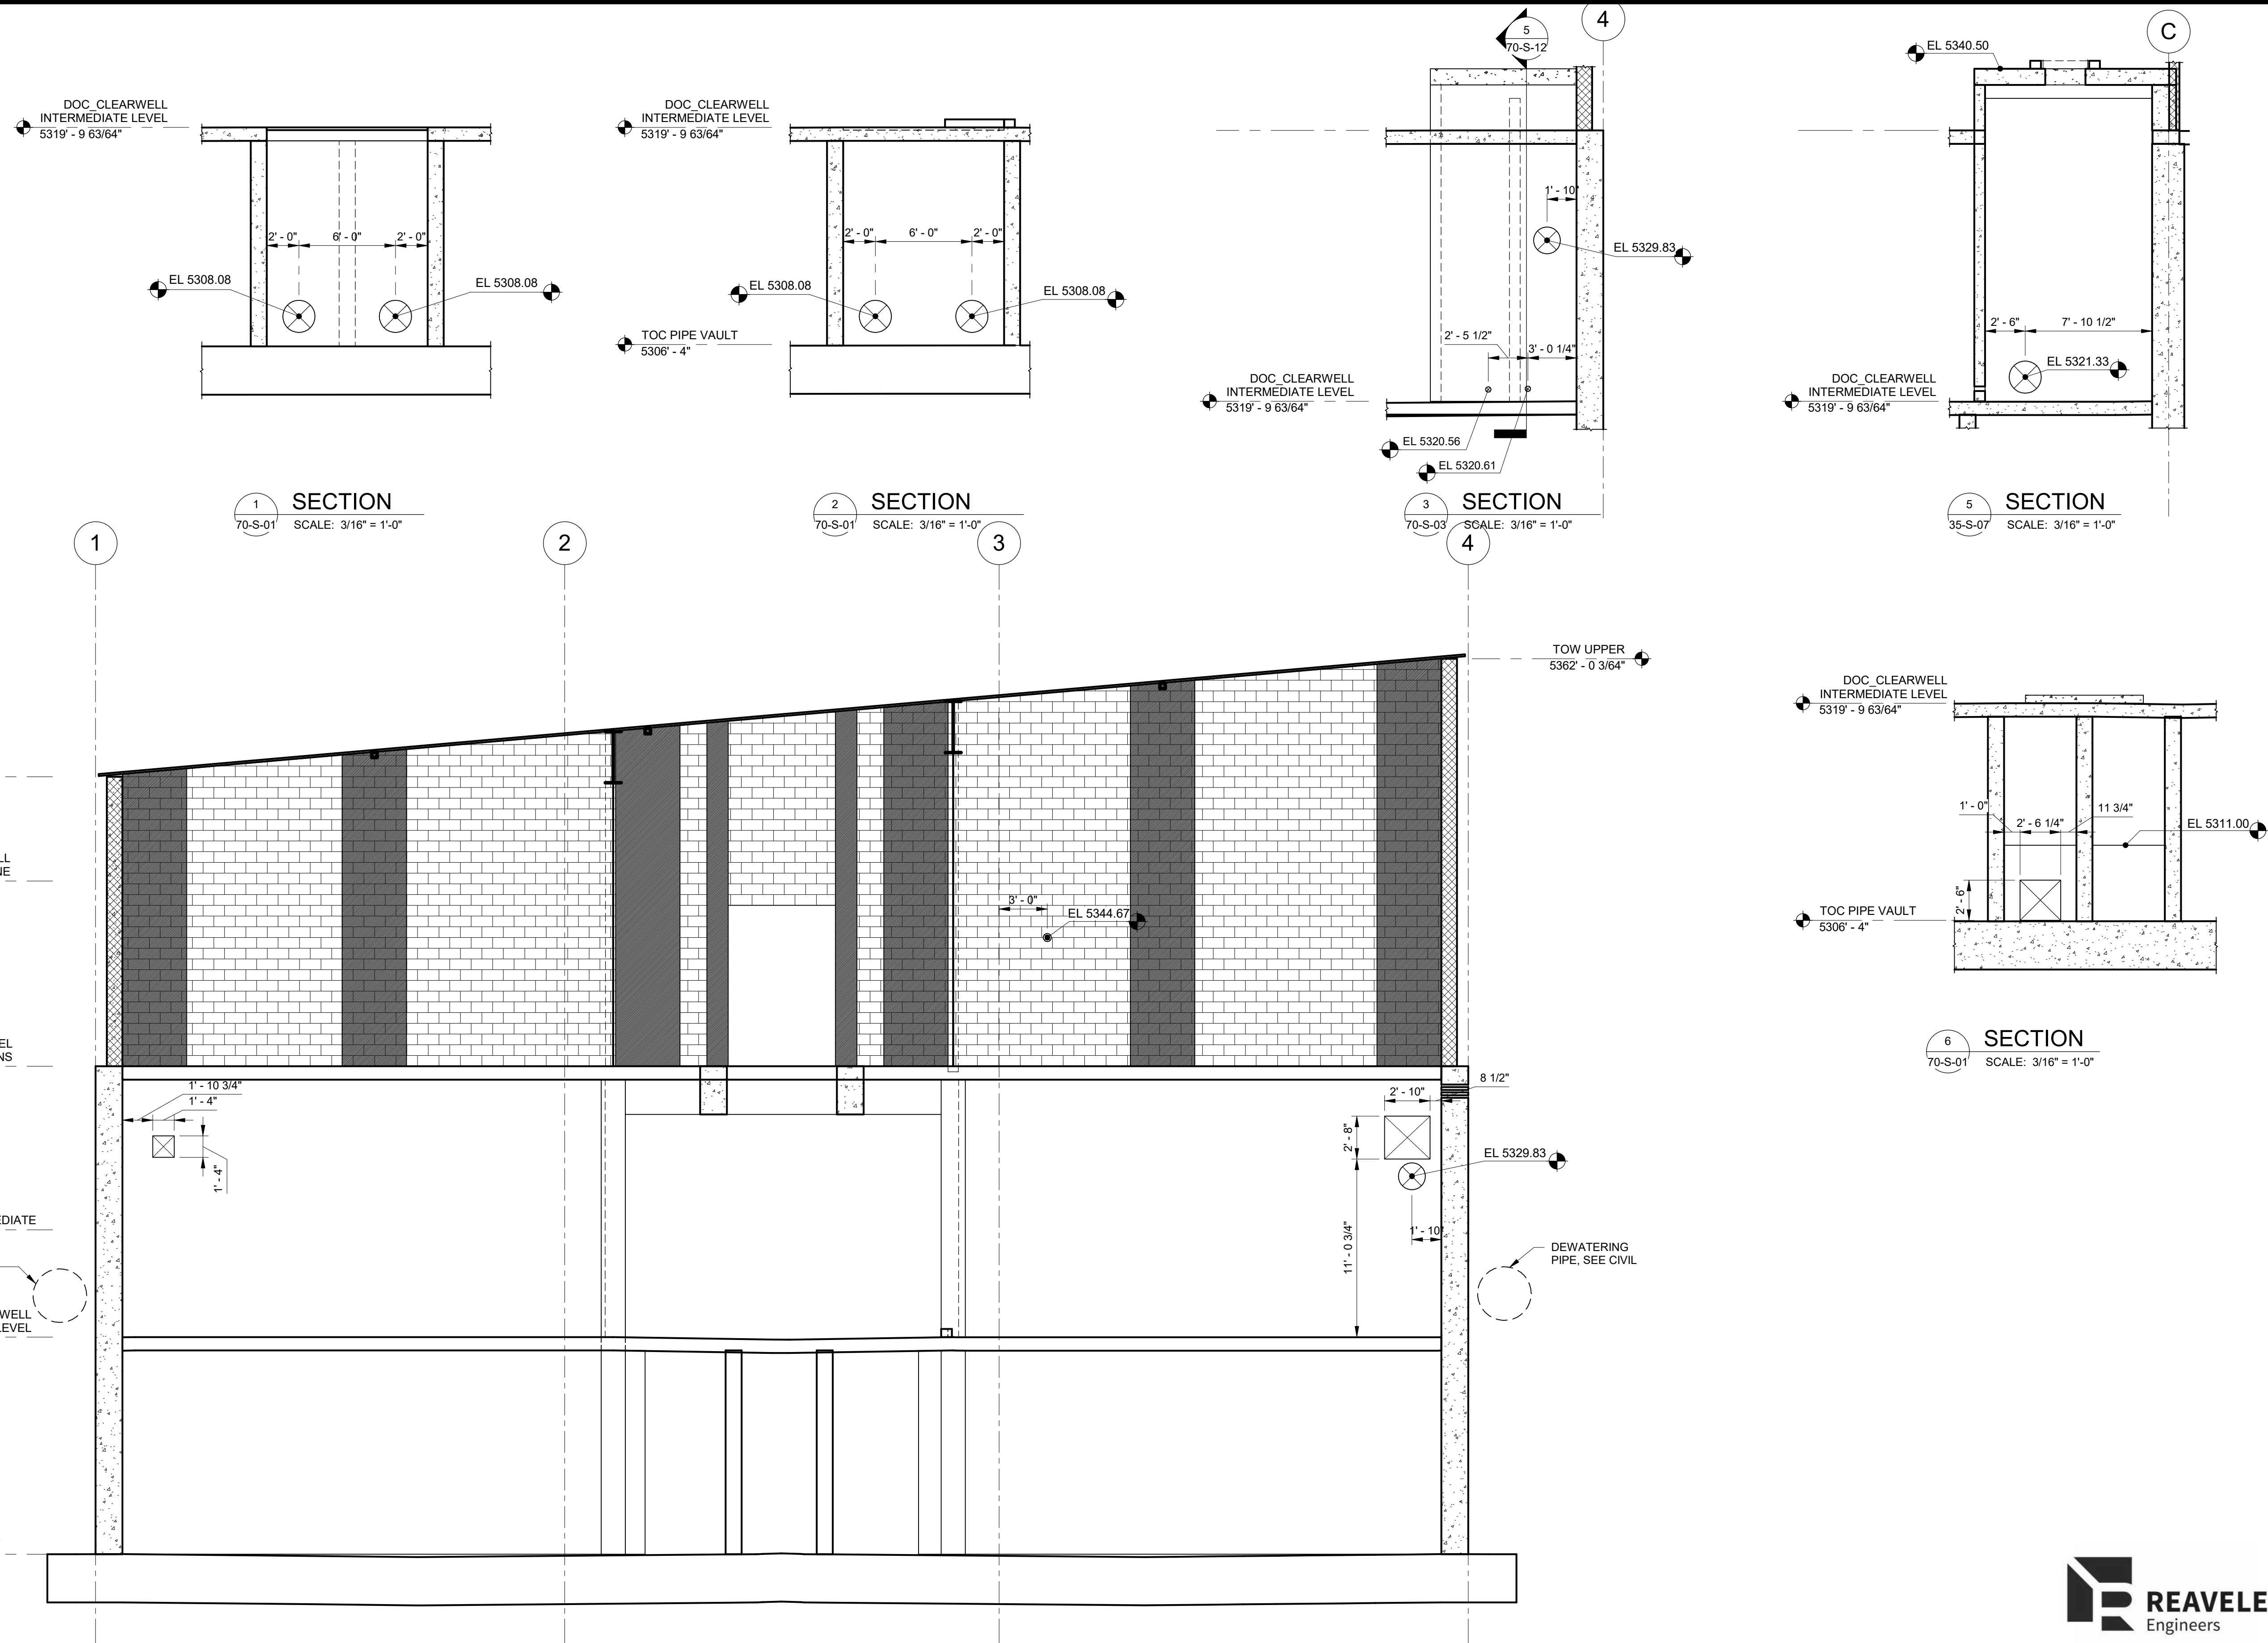 DOC_CLEARWELL
INTERMEDIATE LEVEL
5319' - 9 63/64"
2' - 0"
6' - 0"
2' - 0"
EL 5308.08
EL 5308.08
1
70-S-01
SECTION
SCALE: 3/16" = 1'-0"
DOC_CLEARWELL
INTERMEDIATE LEVEL
5319' - 9 63/64"
2' - 0"
6' - 0"
2' - 0"
EL 5308.08
EL 5308.08
TOC PIPE VAULT
5306' - 4"
2
70-S-01
SECTION
SCALE: 3/16" = 1'-0"
5
70-S-12
4
1' - 10"
EL 5329.83
2' - 5 1/2"
3' - 0 1/4"
DOC_CLEARWELL
INTERMEDIATE LEVEL
5319' - 9 63/64"
EL 5320.56
EL 5320.61
3
70-S-03
SECTION
SCALE: 3/16" = 1'-0"
C
EL 5340.50
2' - 6"
7' - 10 1/2"
EL 5321.33
DOC_CLEARWELL
INTERMEDIATE LEVEL
5319' - 9 63/64"
5
35-S-07
SECTION
SCALE: 3/16" = 1'-0"
1
2
3
4
TOW UPPER
5362' - 0 3/64"
3' - 0"
EL 5344.67
1' - 10 3/4"
1' - 4"
1' - 4"
8 1/2"
2' - 10"
2' - 8"
EL 5329.83
11' - 0 3/4"
1' - 10"
DEWATERING
PIPE, SEE CIVIL
DOC_CLEARWELL
INTERMEDIATE LEVEL
5319' - 9 63/64"
1' - 0"
2' - 6 1/4"
11 3/4"
EL 5311.00
2' - 6"
TOC PIPE VAULT
5306' - 4"
6
70-S-01
SECTION
SCALE: 3/16" = 1'-0"
REAVELE
Engineers